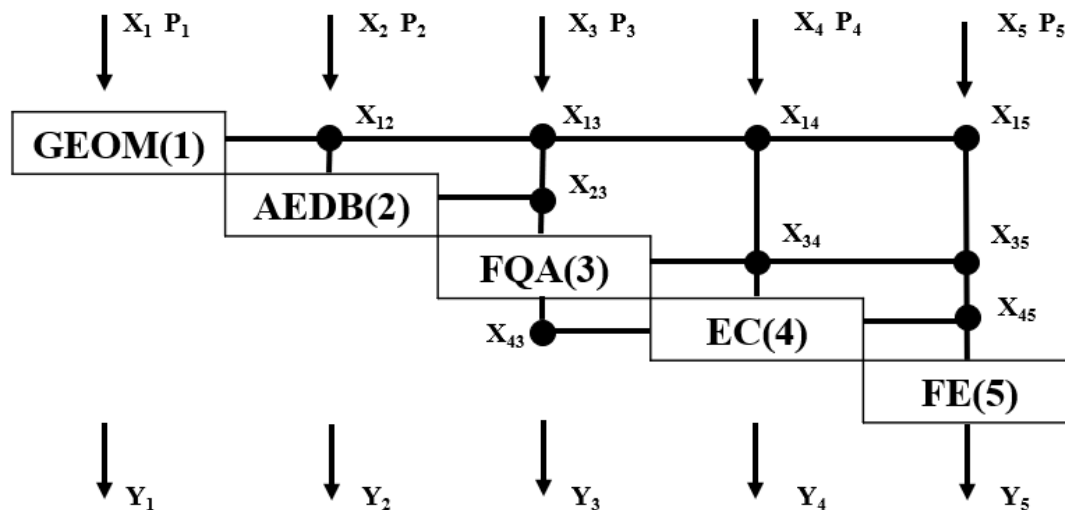 X₁ P₁ X₂ P₂ X₃ P₃ X₄ P₄ X₅ P₅
X₁₂ X₁₃ X₁₄ X₁₅
GEOM(1)
X₂₃
AEDB(2)
X₃₄ X₃₅
FQA(3)
X₄₅
X₄₃ EC(4)
FE(5)
Y₁ Y₂ Y₃ Y₄ Y₅